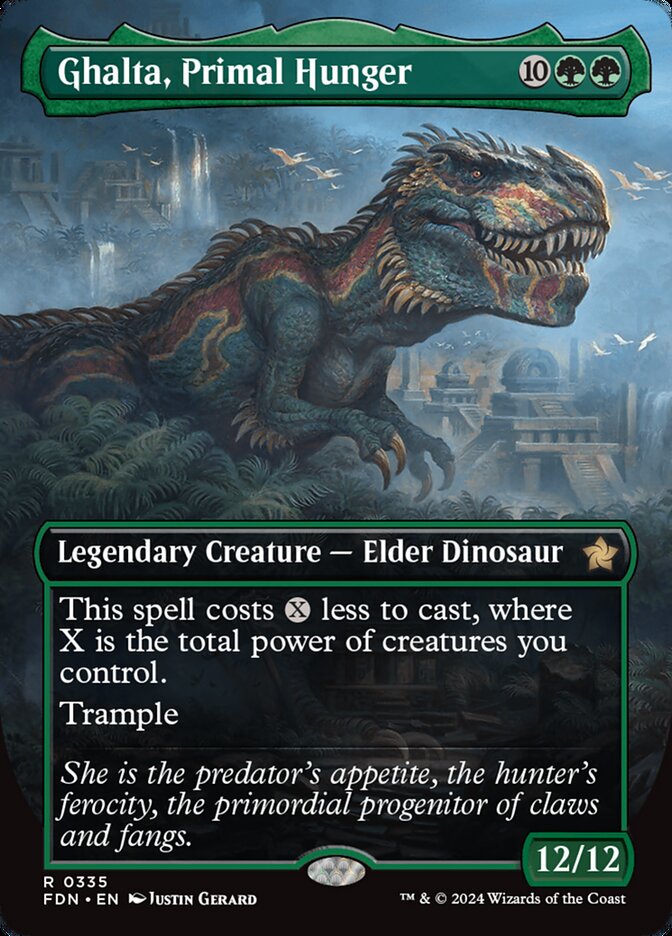 Ghalta, Primal Hunger 10
Legendary Creature — Elder Dinosaur
This spell costs X less to cast, where
X is the total power of creatures you
control.
Trample
She is the predator's appetite, the hunter's
ferocity, the primordial progenitor of claws
and fangs.
12/12
R 0335
FDN • EN Justin Gerard
™ & © 2024 Wizards of the Coast